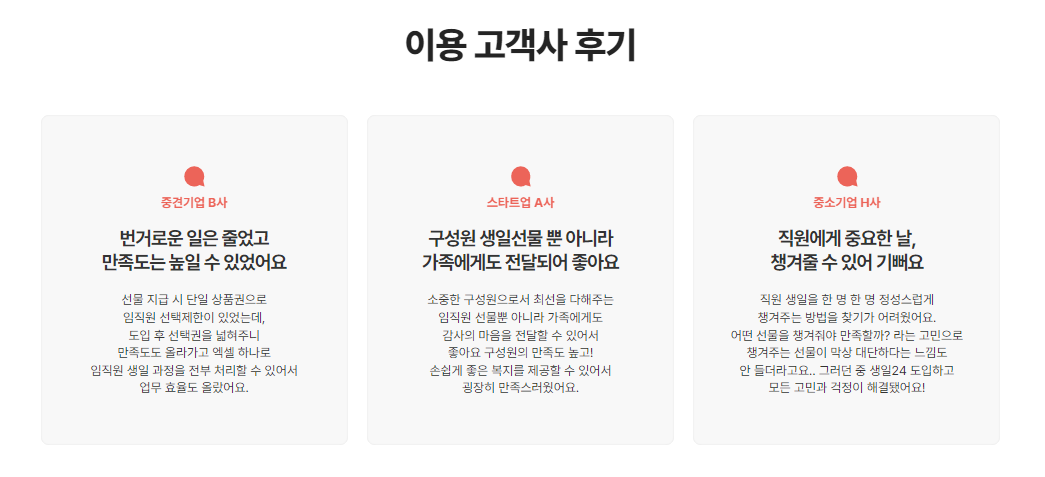 이용 고객사 후기
중견기업 B사
번거로운 일은 줄었고
만족도는 높일 수 있었어요
선물 지급 시 단일 상품권으로
임직원 선택제한이 있었는데,
도입 후 선택권을 넓혀주니
만족도도 올라가고 엑셀 하나로
임직원 생일 과정을 전부 처리할 수 있어서
업무 효율도 올랐어요.
스타트업 A사
구성원 생일선물 뿐 아니라
가족에게도 전달되어 좋아요
소중한 구성원으로서 최선을 다해주는
임직원 선물뿐 아니라 가족에게도
감사의 마음을 전달할 수 있어서
좋아요 구성원의 만족도 높고!
손쉽게 좋은 복지를 제공할 수 있어서
굉장히 만족스러웠어요.
중소기업 H사
직원에게 중요한 날,
챙겨줄 수 있어 기뻐요
직원 생일을 한 명 한 명 정성스럽게
챙겨주는 방법을 찾기가 어려웠어요.
어떤 선물을 챙겨줘야 만족할까? 라는 고민으로
챙겨주는 선물이 막상 대단하다는 느낌도
안 들더라고요.. 그러던 중 생일24 도입하고
모든 고민과 걱정이 해결됐어요!